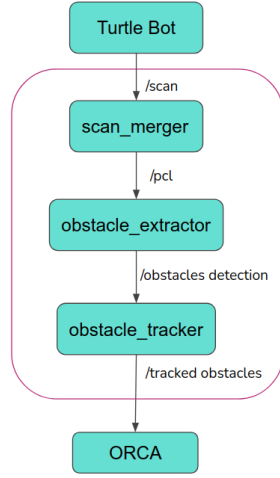 Turtle Bot
/scan
scan_merger
/pcl
obstacle_extractor
/obstacles detection
obstacle_tracker
/tracked obstacles
ORCA